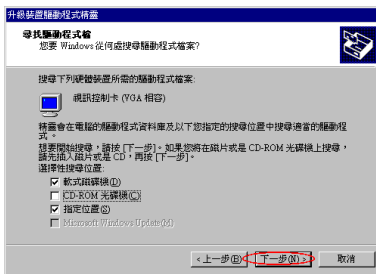 升級裝置驅動程式精靈
尋找驅動程式檔
您要 Windows 從何處搜尋驅動程式檔案?
搜尋下列硬體裝置所需的驅動程式檔案:
視訊控制卡 (VGA 相容)
精靈會在電腦的驅動程式資料庫及以下您指定的搜尋位置中搜尋適當的驅動程
式。
想要開始搜尋，請按 [下一步]。如果您將在磁片或是 CD-ROM 光碟機上搜尋，
請先插入磁片或是 CD，再按 [下一步]。
選擇性搜尋位置:
軟式磁碟機(D)
CD-ROM 光碟機(C)
指定位置(S)
Microsoft Windows Update(M)
<上一步(B) 下一步(N)> 取消